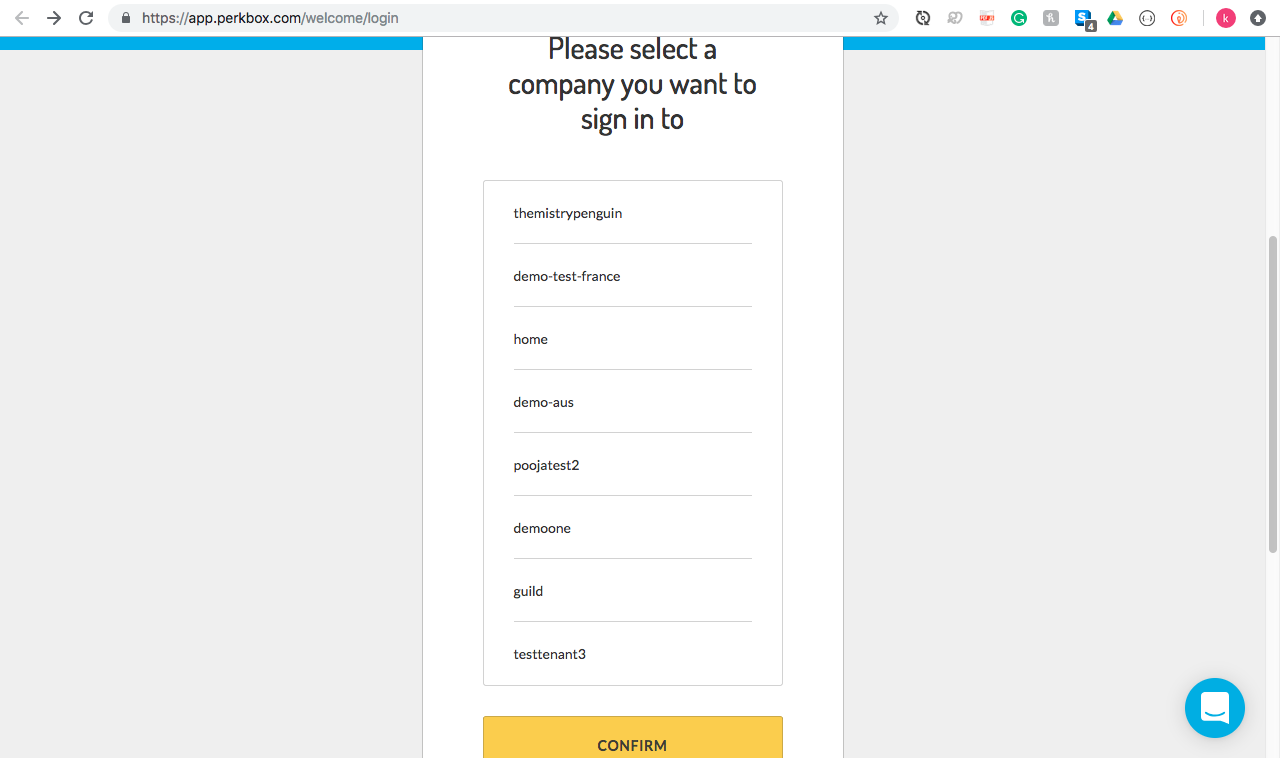 https://app.perkbox.com/welcome/login
4
k
Please select a
company you want to
sign in to
themistrypenguin
demo-test-france
home
demo-aus
poojatest2
demoone
guild
testtenant3
CONFIRM